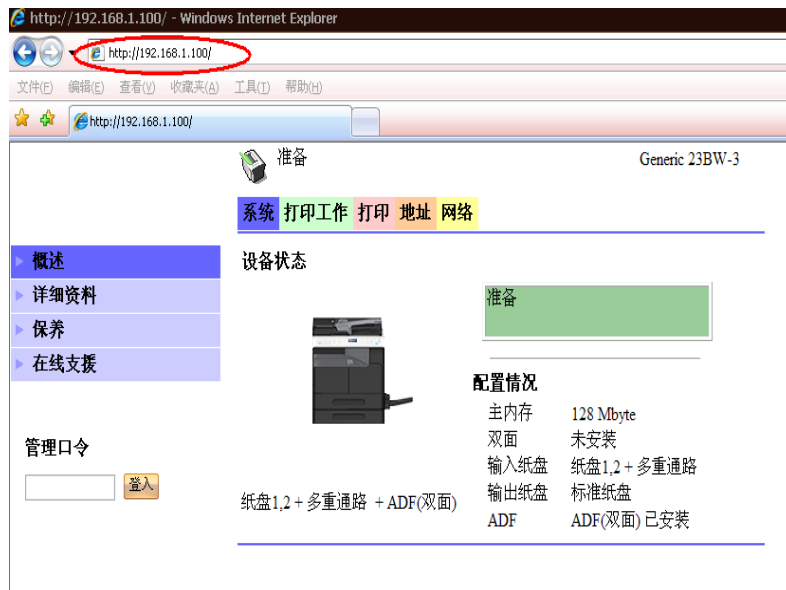 http://192.168.1.100/ - Windows Internet Explorer
http://192.168.1.100/
文件(F) 编辑(E) 查看(V) 收藏夹(A) 工具(T) 帮助(H)
http://192.168.1.100/
准备
Generic 23BW-3
系统 打印工作 打印 地址 网络
概述
详细资料
保养
在线支援
管理口令
登入
设备状态
纸盘1,2 + 多重通路 + ADF(双面)
准备
配置情况
主内存 128 Mbyte
双面 未安装
输入纸盘 纸盘1,2 + 多重通路
输出纸盘 标准纸盘
ADF ADF(双面) 已安装